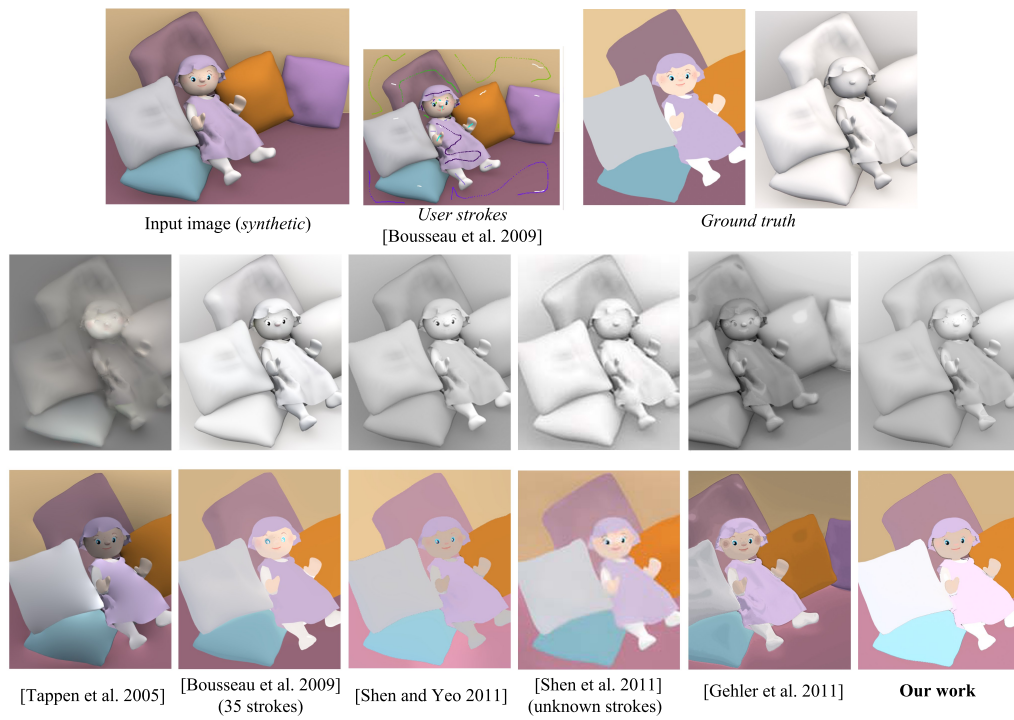 Input image (synthetic)
User strokes
[Bousseau et al. 2009]
Ground truth
[Tappen et al. 2005]
[Bousseau et al. 2009]
(35 strokes)
[Shen and Yeo 2011]
[Shen et al. 2011]
(unknown strokes)
[Gehler et al. 2011]
Our work